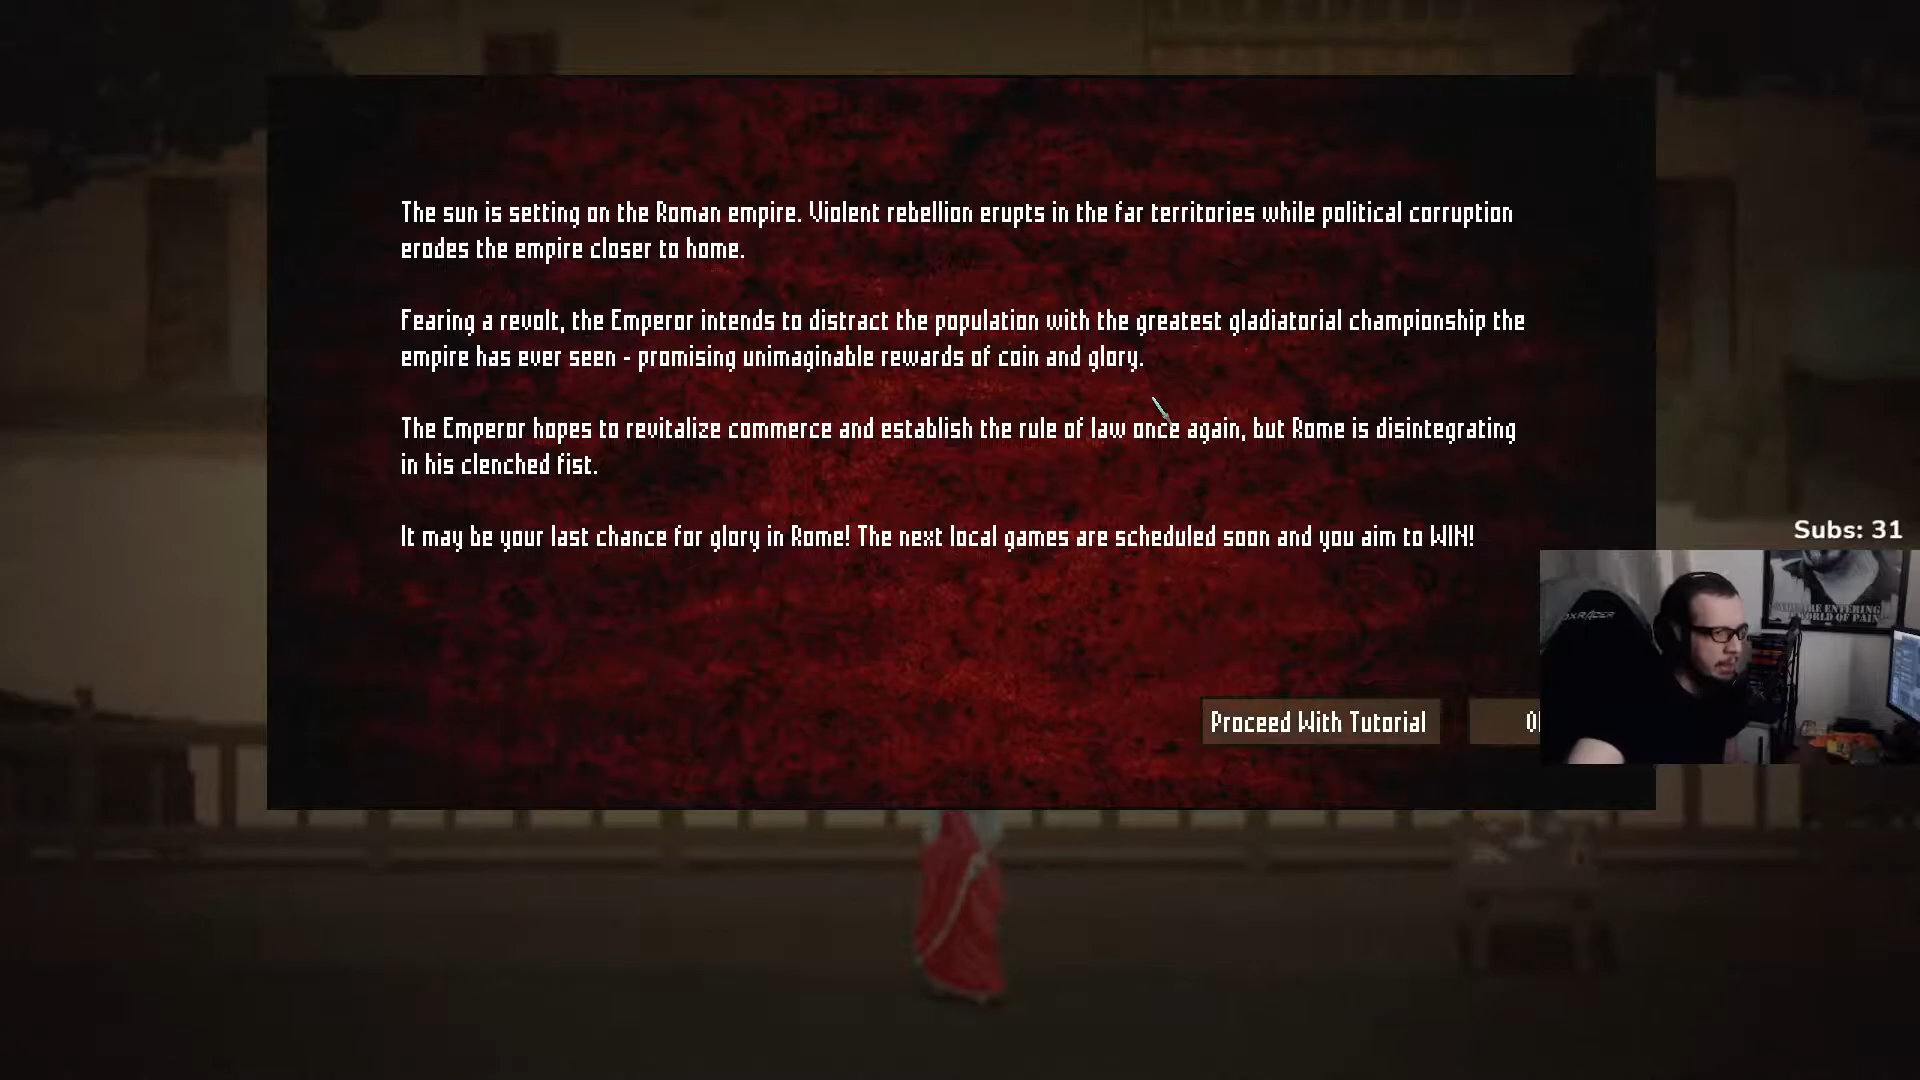 The sun is setting on the Roman empire. Violent rebellion erupts in the far territories while political corruption
erodes the empire closer to home.
Fearing a revolt, the Emperor intends to distract the population with the greatest gladiatorial championship the
empire has ever seen - promising unimaginable rewards of coin and glory.
The Emperor hopes to revitalize commerce and establish the rule of law once again, but Rome is disintegrating
in his clenched fist.
It may be your last chance for glory in Rome! The next local games are scheduled soon and you aim to WIN!
Subs: 31
ENTERING
WORLD OF PAIN
Proceed With Tutorial